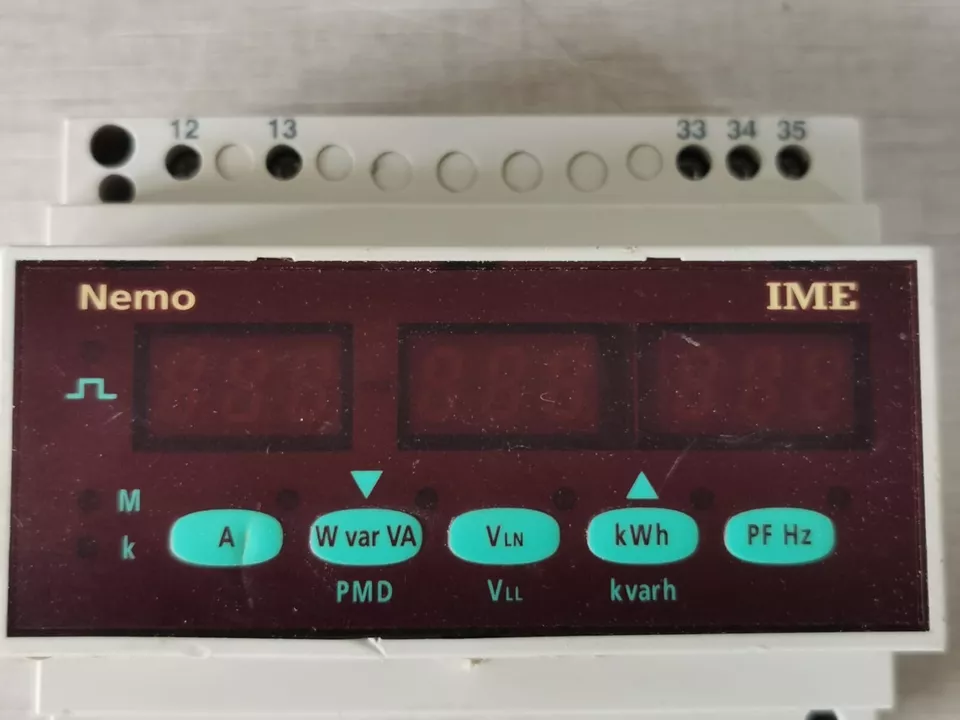 12 13 33 34 35
Nemo IME
M
k
A W var VA VLN kWh PF Hz
PMD VLL kvarh